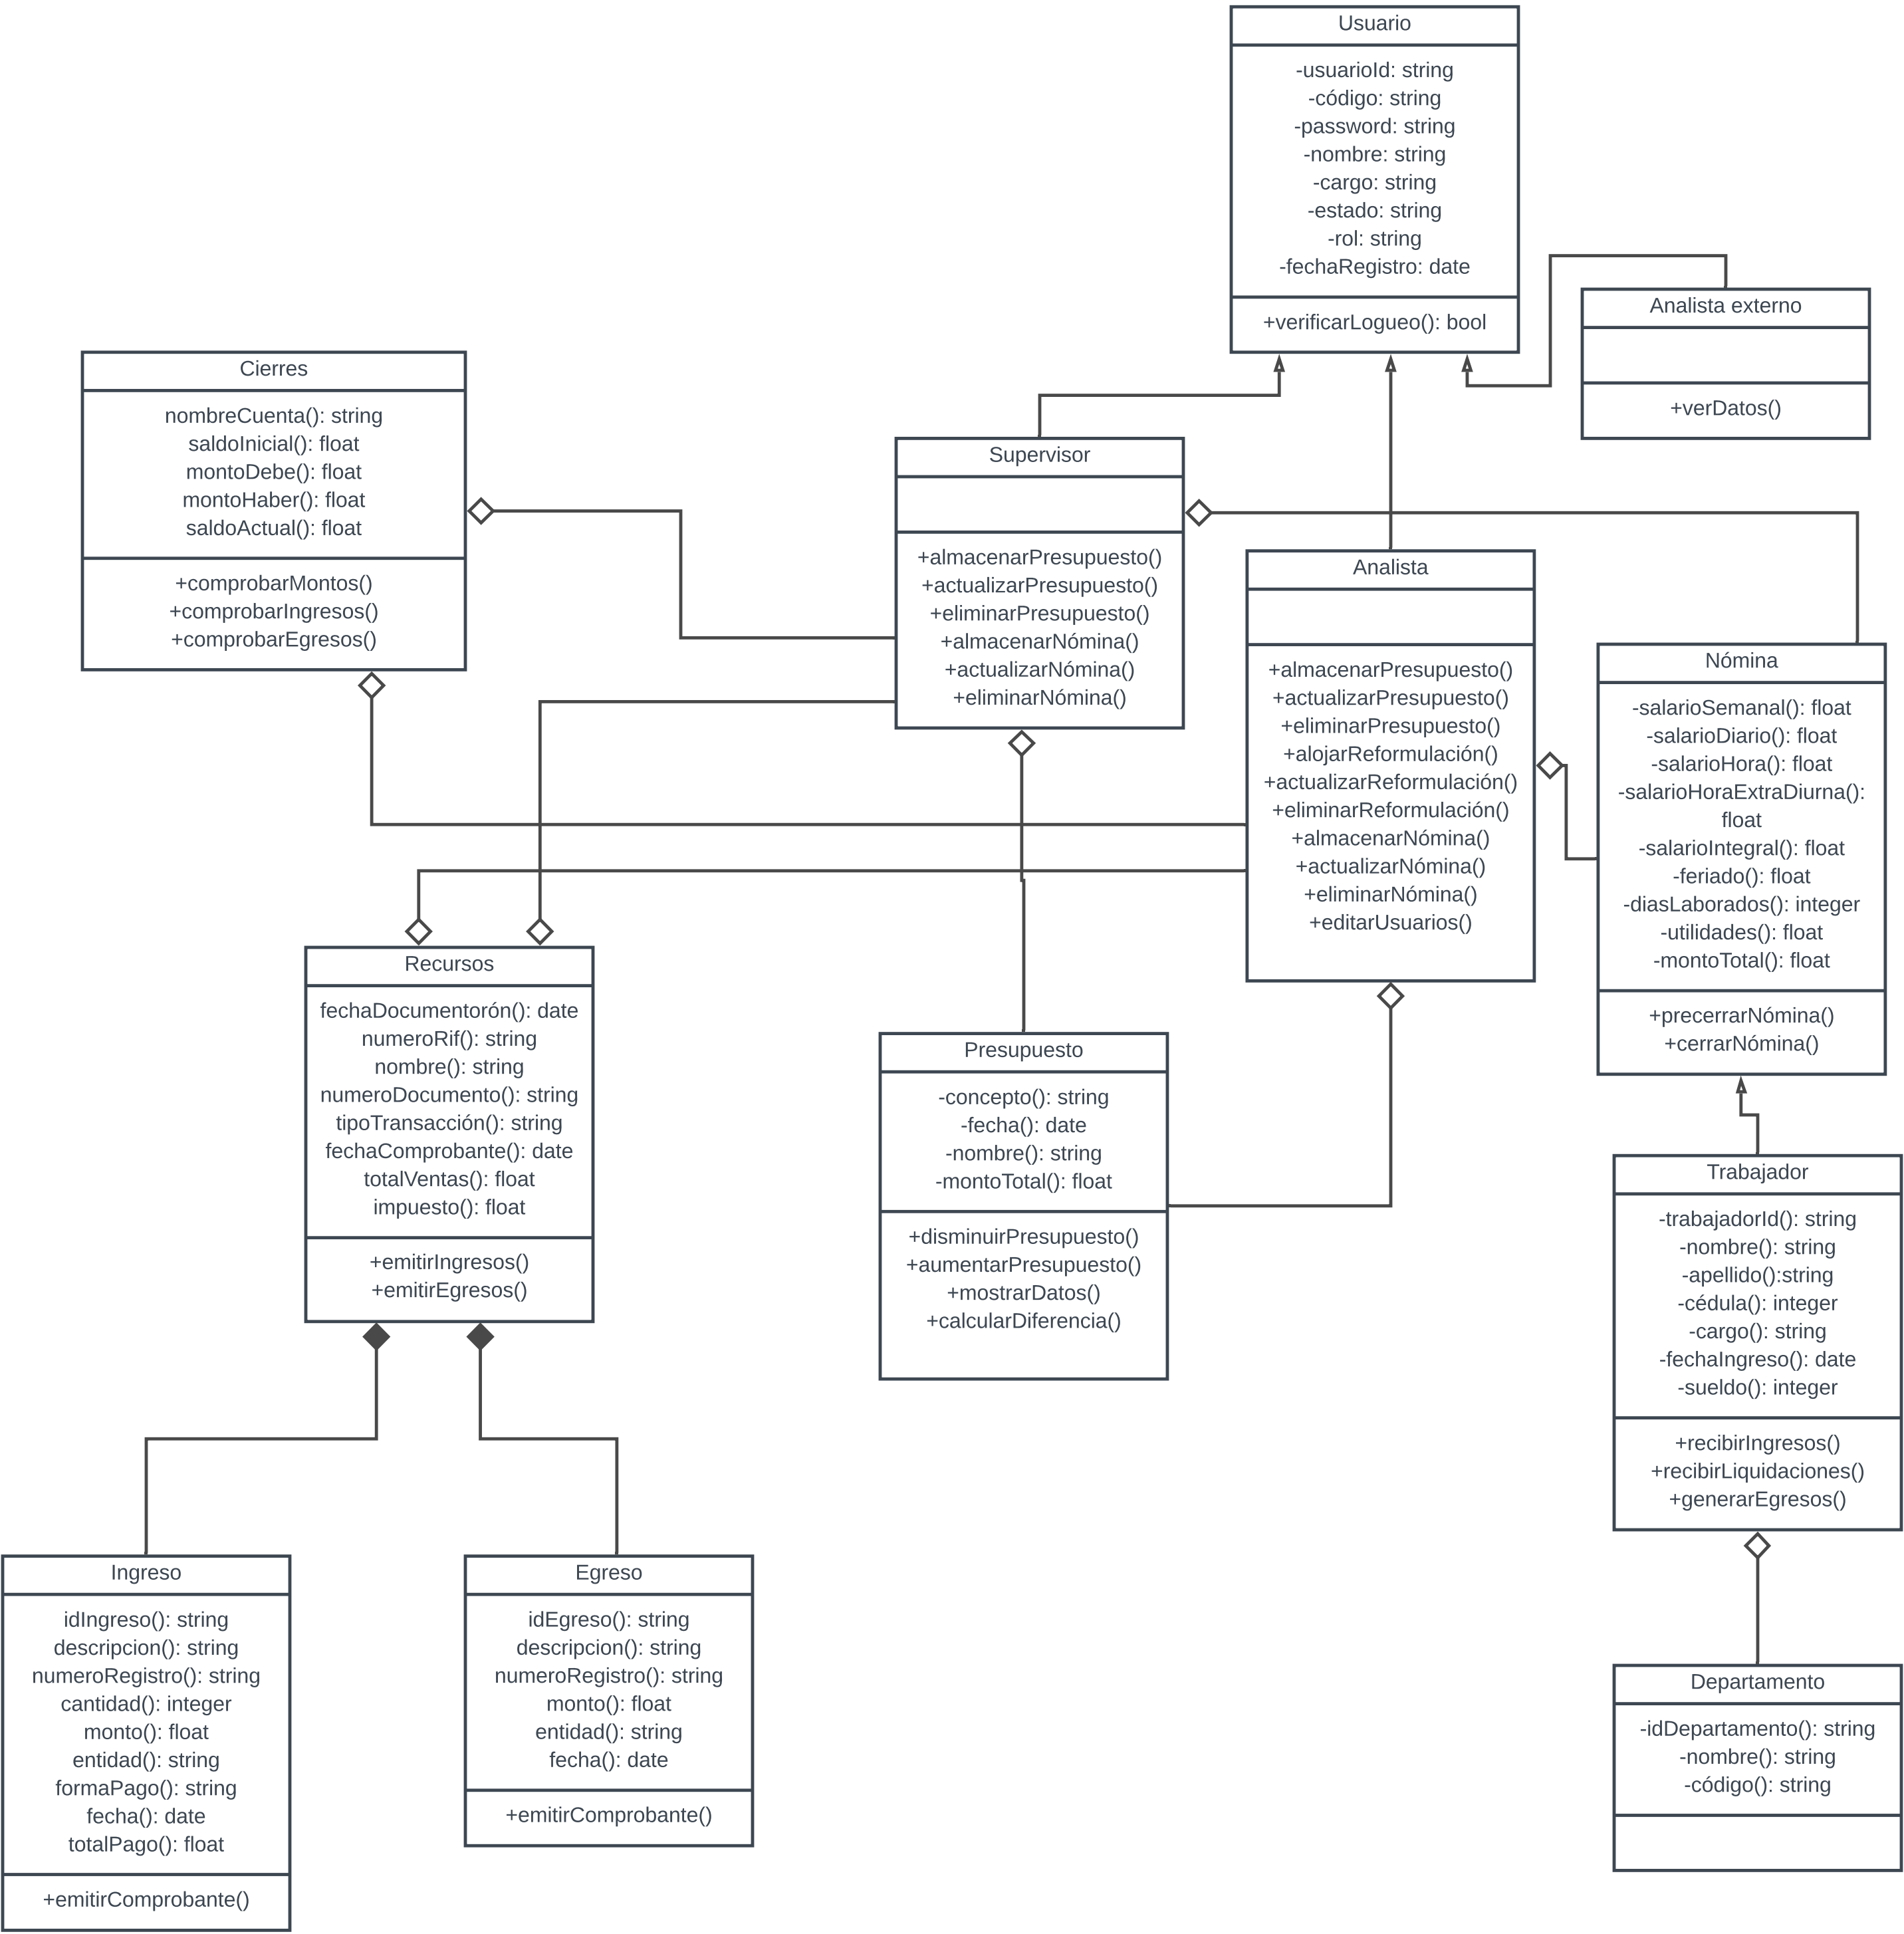 Usuario
-usuarioId: string
-código: string
-password: string
-nombre: string
-cargo: string
-estado: string
-rol: string
-fechaRegistro: date
+verificarLogueo(): bool
Analista externo
+verDatos()
Cierres
nombreCuenta(): string
saldoInicial(): float
montoDebe(): float
montoHaber(): float
saldoActual(): float
+comprobarMontos()
+comprobarIngresos()
+comprobarEgresos()
Supervisor
+almacenarPresupuesto()
+actualizarPresupuesto()
+eliminarPresupuesto()
+almacenarNómina()
+actualizarNómina()
+eliminarNómina()
Analista
+almacenarPresupuesto()
+actualizarPresupuesto()
+eliminarPresupuesto()
+alojarReformulación()
+actualizarReformulación()
+eliminarReformulación()
+almacenarNómina()
+actualizarNómina()
+eliminarNómina()
+editarUsuarios()
Nómina
-salarioSemanal(): float
-salarioDiario(): float
-salarioHora(): float
-salarioHoraExtraDiurna():
float
-salarioIntegral(): float
-feriado(): float
-diasLaborados(): integer
-utilidades(): float
-montoTotal(): float
+precerrarNómina()
+cerrarNómina()
Recursos
fechaDocumentorón(): date
numeroRif(): string
nombre(): string
numeroDocumento(): string
tipoTransacción(): string
fechaComprobante(): date
totalVentas(): float
impuesto(): float
+emitirIngresos()
+emitirEgresos()
Presupuesto
-concepto(): string
-fecha(): date
-nombre(): string
-montoTotal(): float
+disminuirPresupuesto()
+aumentarPresupuesto()
+mostrarDatos()
+calcularDiferencia()
Trabajador
-trabajadorId(): string
-nombre(): string
-apellido():string
-cédula(): integer
-cargo(): string
-fechaIngreso(): date
-sueldo(): integer
+recibirIngresos()
+recibirLiquidaciones()
+generarEgresos()
Ingreso
idIngreso(): string
descripcion(): string
numeroRegistro(): string
cantidad(): integer
monto(): float
entidad(): string
formaPago(): string
fecha(): date
totalPago(): float
+emitirComprobante()
Egreso
idEgreso(): string
descripcion(): string
numeroRegistro(): string
monto(): float
entidad(): string
fecha(): date
+emitirComprobante()
Departamento
-idDepartamento(): string
-nombre(): string
-código(): string